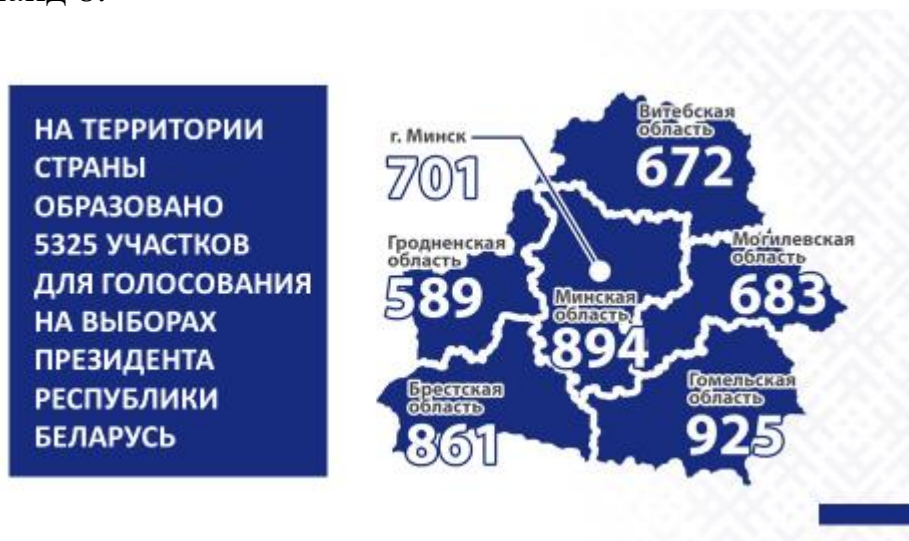 НА ТЕРРИТОРИИ
СТРАНЫ
ОБРАЗОВАНО
5325 УЧАСТКОВ
ДЛЯ ГОЛОСОВАНИЯ
НА ВЫБОРАХ
ПРЕЗИДЕНТА
РЕСПУБЛИКИ
БЕЛАРУСЬ
г. Минск
701
Витебская
область
672
Гродненская
область
589
Минская
область
894
Могилевская
область
683
Брестская
область
861
Гомельская
область
925